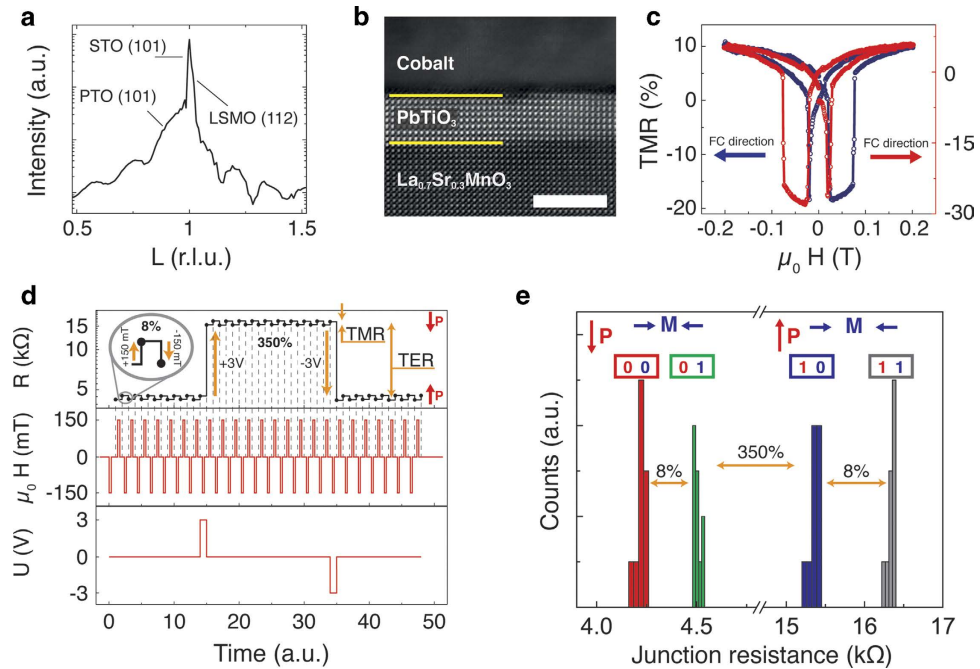 a
Intensity (a.u.)
STO (101)
PTO (101)
LSMO (112)
0.5 1 1.5
L (r.l.u.)
b
Cobalt
PbTiO₃
La₀.₇Sr₀.₃MnO₃
c
TMR (%)
10
0
-10
-20
0
-15
-30
FC direction FC direction
-0.2 -0.1 0 0.1 0.2
μ₀ H (T)
d
R (kΩ)
15
10
5
8%
+150 mT
-150 mT
+3V
350%
-3V
TMR
TER
P
P
μ₀ H (mT)
150
0
-150
U (V)
3
0
-3
0 10 20 30 40 50
Time (a.u.)
e
Counts (a.u.)
P M P M
0 0 0 1 1 0 1 1
350%
8% 8%
4.0 4.5 15 16 17
Junction resistance (kΩ)